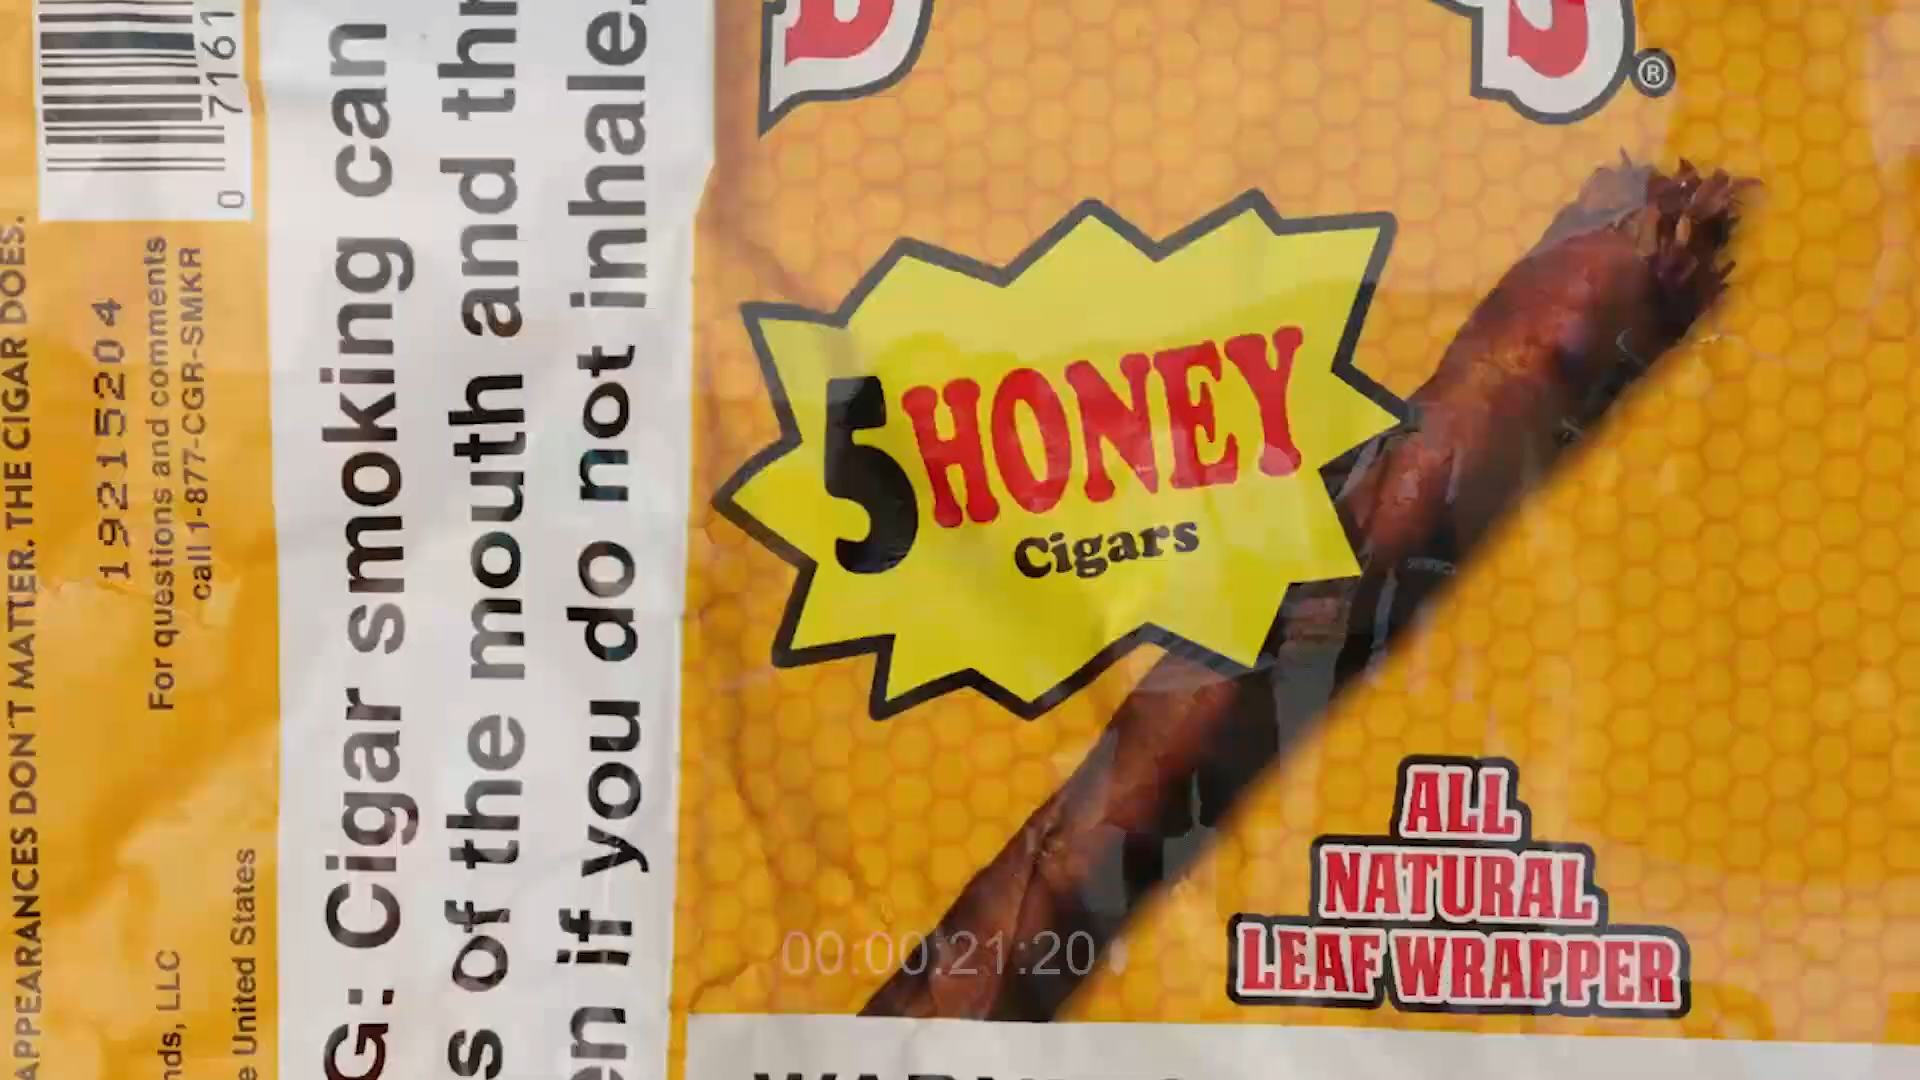 0 7161
APPEARANCES DON'T MATTER. THE CIGAR DOES.
19215204
For questions and comments
call 1-877-CGR-SMKR
nds, LLC
e United States
G: Cigar smoking can
s of the mouth and thr
en if you do not inhale.
®
5 HONEY
Cigars
ALL
NATURAL
LEAF WRAPPER
00:00:21:20